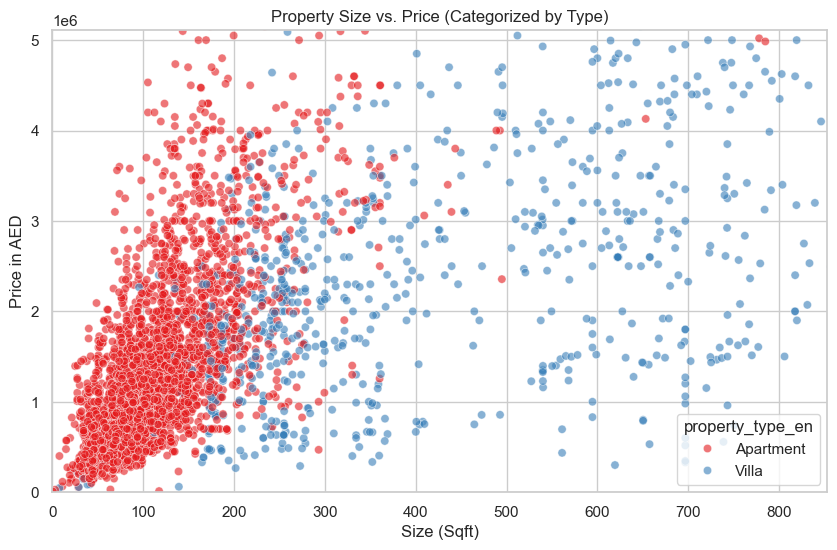 Property Size vs. Price (Categorized by Type)
1e6
5
4
3
2
1
0
Price in AED
0 100 200 300 400 500 600 700 800
Size (Sqft)
property_type_en
Apartment
Villa